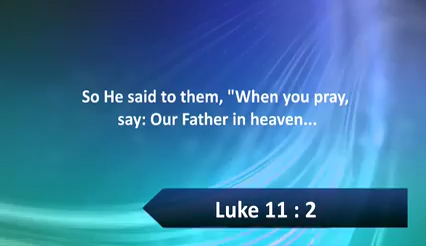 So He said to them, "When you pray,
say: Our Father in heaven...
Luke 11 : 2